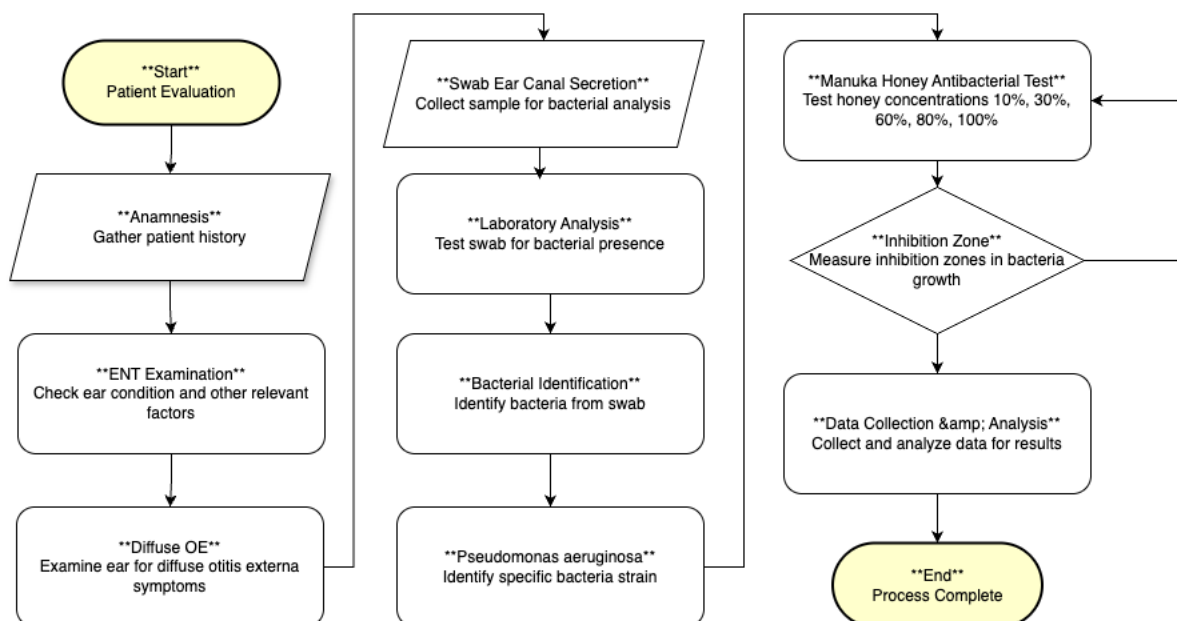 **Start**
Patient Evaluation
**Anamnesis**
Gather patient history
**ENT Examination**
Check ear condition and other relevant
factors
**Diffuse OE**
Examine ear for diffuse otitis externa
symptoms
**Swab Ear Canal Secretion**
Collect sample for bacterial analysis
**Laboratory Analysis**
Test swab for bacterial presence
**Bacterial Identification**
Identify bacteria from swab
**Pseudomonas aeruginosa**
Identify specific bacteria strain
**Manuka Honey Antibacterial Test**
Test honey concentrations 10%, 30%,
60%, 80%, 100%
**Inhibition Zone**
Measure inhibition zones in bacteria
growth
**Data Collection &amp; Analysis**
Collect and analyze data for results
**End**
Process Complete